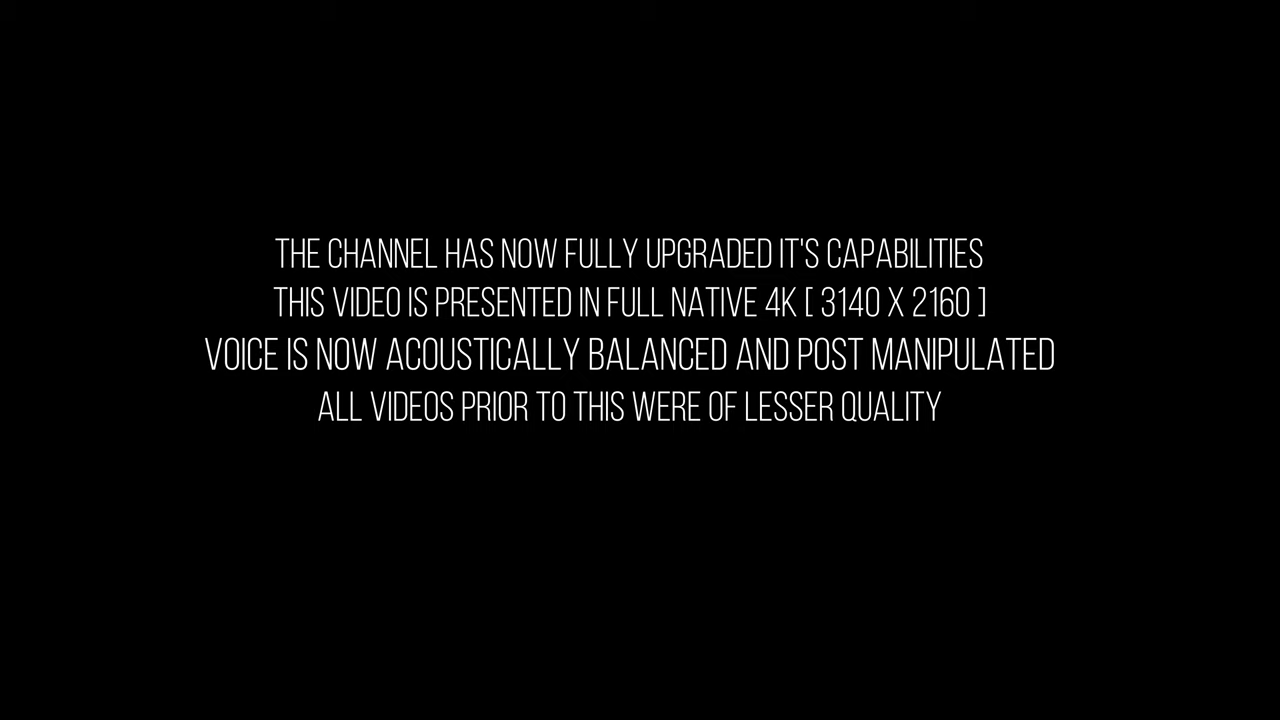 THE CHANNEL HAS NOW FULLY UPGRADED IT'S CAPABILITIES
THIS VIDEO IS PRESENTED IN FULL NATIVE 4K [ 3140 X 2160 ]
VOICE IS NOW ACOUSTICALLY BALANCED AND POST MANIPULATED
ALL VIDEOS PRIOR TO THIS WERE OF LESSER QUALITY